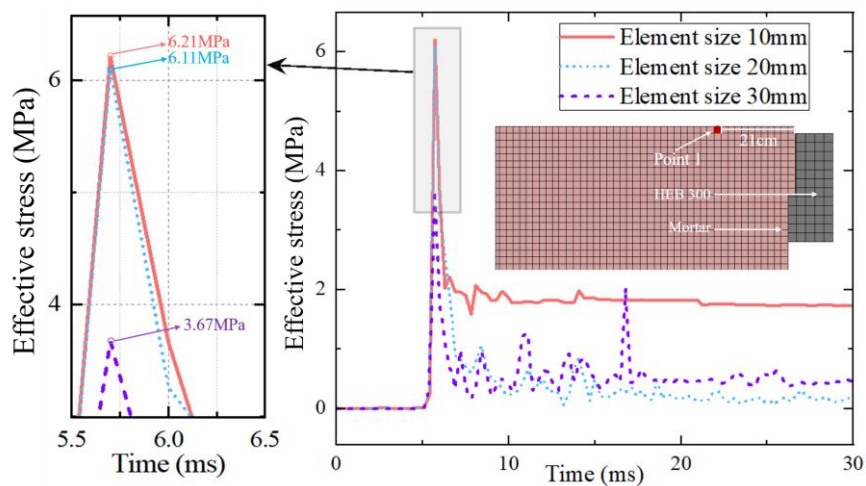 6.21MPa
6.11MPa
3.67MPa
6
4
5.5
6.0
6.5
Effective stress (MPa)
Time (ms)
Element size 10mm
Element size 20mm
Element size 30mm
Point 1
21cm
HEB 300
Mortar
6
4
2
0
0
10
20
30
Effective stress (MPa)
Time (ms)